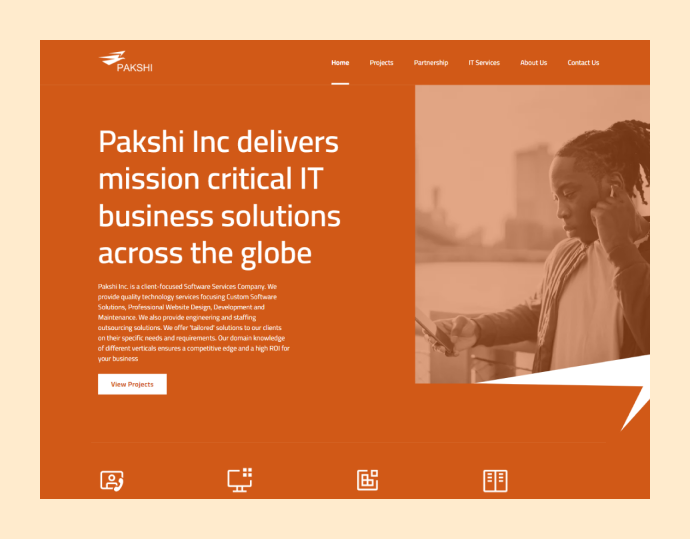 PAKSHI
Home Projects Partnership IT Services About Us Contact Us
Pakshi Inc delivers
mission critical IT
business solutions
across the globe
Pakshi Inc. is a client-focused Software Services Company. We
provide quality technology services focusing Custom Software
Solutions, Professional Website Design, Development and
Maintenance. We also provide engineering and staffing
outsourcing solutions. We offer 'tailored' solutions to our clients
on their specific needs and requirements. Our domain knowledge
of different verticals ensures a competitive edge and a high ROI for
your business
View Projects